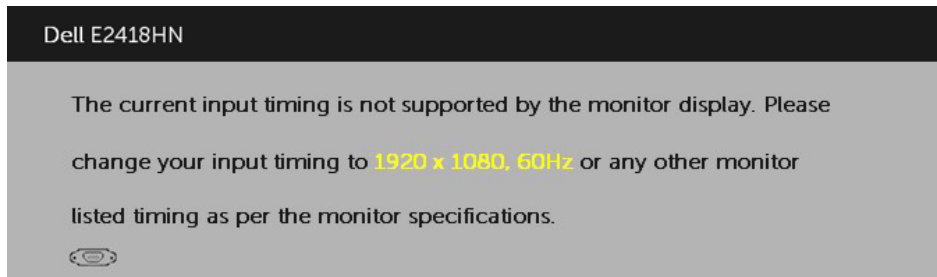 Dell E2418HN
The current input timing is not supported by the monitor display. Please
change your input timing to 1920 x 1080, 60Hz or any other monitor
listed timing as per the monitor specifications.